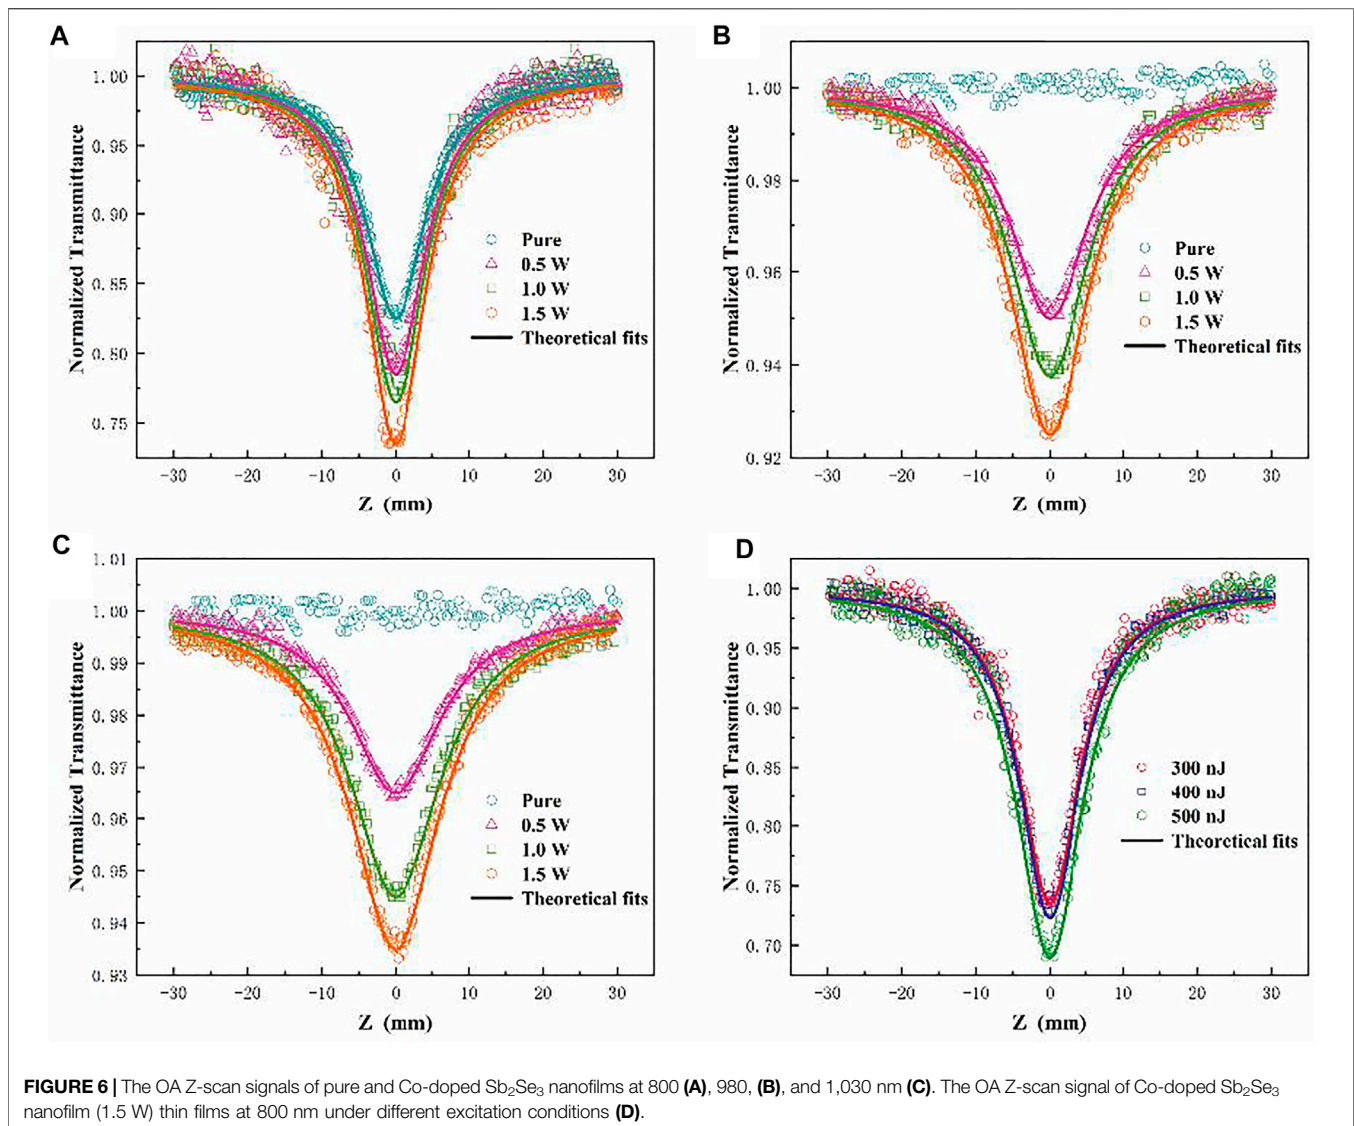 A
1.00
0.95
0.90
0.85
0.80
0.75
Normalized Transmittance
Pure
0.5 W
1.0 W
1.5 W
Theoretical fits
-30 -20 -10 0 10 20 30
Z (mm)
B
1.00
0.98
0.96
0.94
0.92
Normalized Transmittance
Pure
0.5 W
1.0 W
1.5 W
Theoretical fits
-30 -20 -10 0 10 20 30
Z (mm)
C
1.01
1.00
0.99
0.98
0.97
0.96
0.95
0.94
0.93
Normalized Transmittance
Pure
0.5 W
1.0 W
1.5 W
Theoretical fits
-30 -20 -10 0 10 20 30
Z (mm)
D
1.00
0.95
0.90
0.85
0.80
0.75
0.70
Normalized Transmittance
300 nJ
400 nJ
500 nJ
Theoretical fits
-30 -20 -10 0 10 20 30
Z (mm)
FIGURE 6 | The OA Z-scan signals of pure and Co-doped Sb₂Se₃ nanofilms at 800 (A), 980, (B), and 1,030 nm (C). The OA Z-scan signal of Co-doped Sb₂Se₃
nanofilm (1.5 W) thin films at 800 nm under different excitation conditions (D).